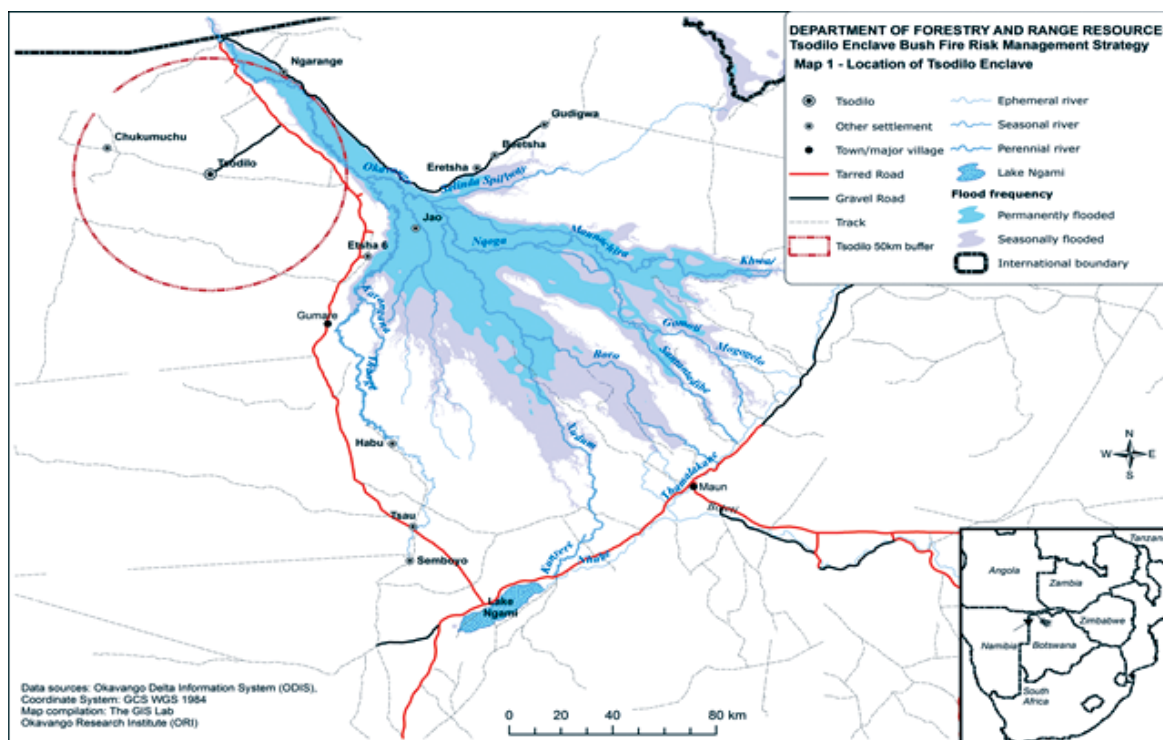 DEPARTMENT OF FORESTRY AND RANGE RESOURCE
Tsodilo Enclave Bush Fire Risk Management Strategy
Map 1 - Location of Tsodilo Enclave
Tsodilo
Other settlement
Town/major village
Tarred Road
Gravel Road
Track
Tsodilo 50km buffer
Ephemeral river
Seasonal river
Perennial river
Lake Ngami
Flood frequency
Permanently flooded
Seasonally flooded
International boundary
Ngarange
Gudigwa
Chukumuchu
Beetsha
Eretsha
Tsodilo
Selinda Spillway
Jao
Nqoga
Maunachira
Khwai
Etsha 6
Gumare
Karongana
Thaoge
Gomoti
Mogogelo
Santantadibe
Boro
Habu
Xudum
Thamalakane
Maun
Tsau
Semboyo
Kunyere
Nhabe
Lake
Ngami
N
W
E
S
Angola
Zambia
Tanzan
Zimbabwe
Namibia
Botswana
South
Africa
Data sources: Okavango Delta Information System (ODIS),
Coordinate System: GCS WGS 1984
Map compilation: The GIS Lab
Okavango Research Institute (ORI)
0 20 40 80 km